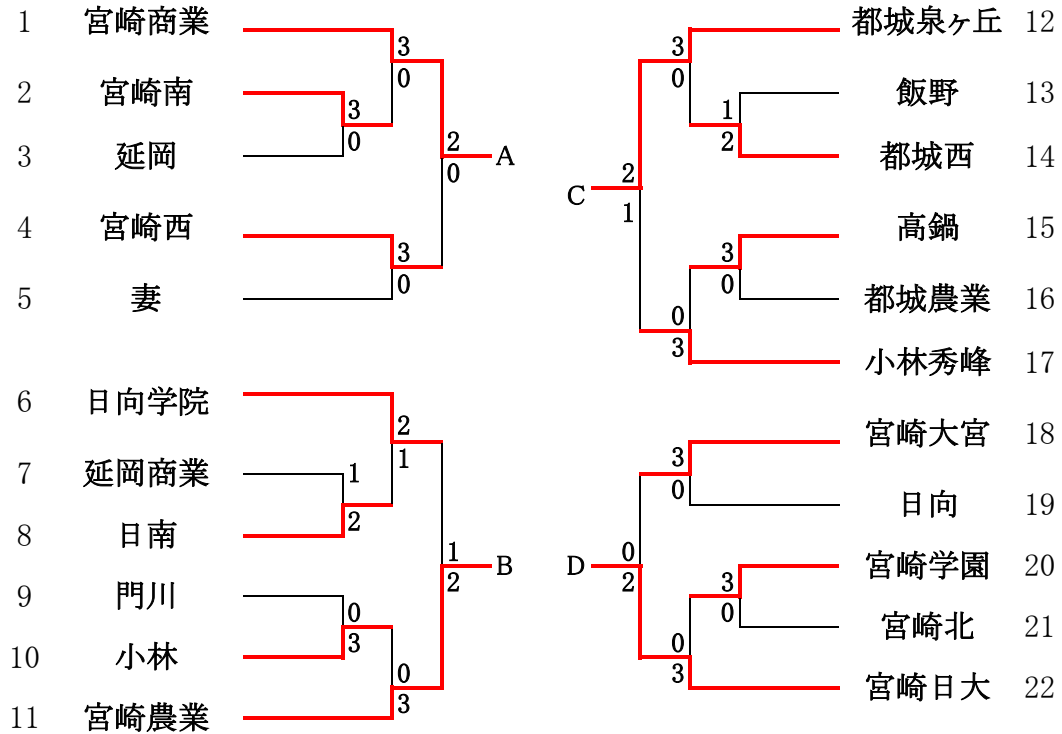 1 宮崎商業
2 宮崎南
3 延岡
4 宮崎西
5 妻
3
0
3
0
3
0
2
0
A
6 日向学院
7 延岡商業
8 日南
9 門川
10 小林
11 宮崎農業
2
1
1
2
0
3
0
3
1
2
B
都城泉ヶ丘 12
飯野 13
都城西 14
高鍋 15
都城農業 16
小林秀峰 17
3
0
1
2
3
0
0
3
C
2
1
宮崎大宮 18
日向 19
宮崎学園 20
宮崎北 21
宮崎日大 22
3
0
3
0
0
3
D
0
2